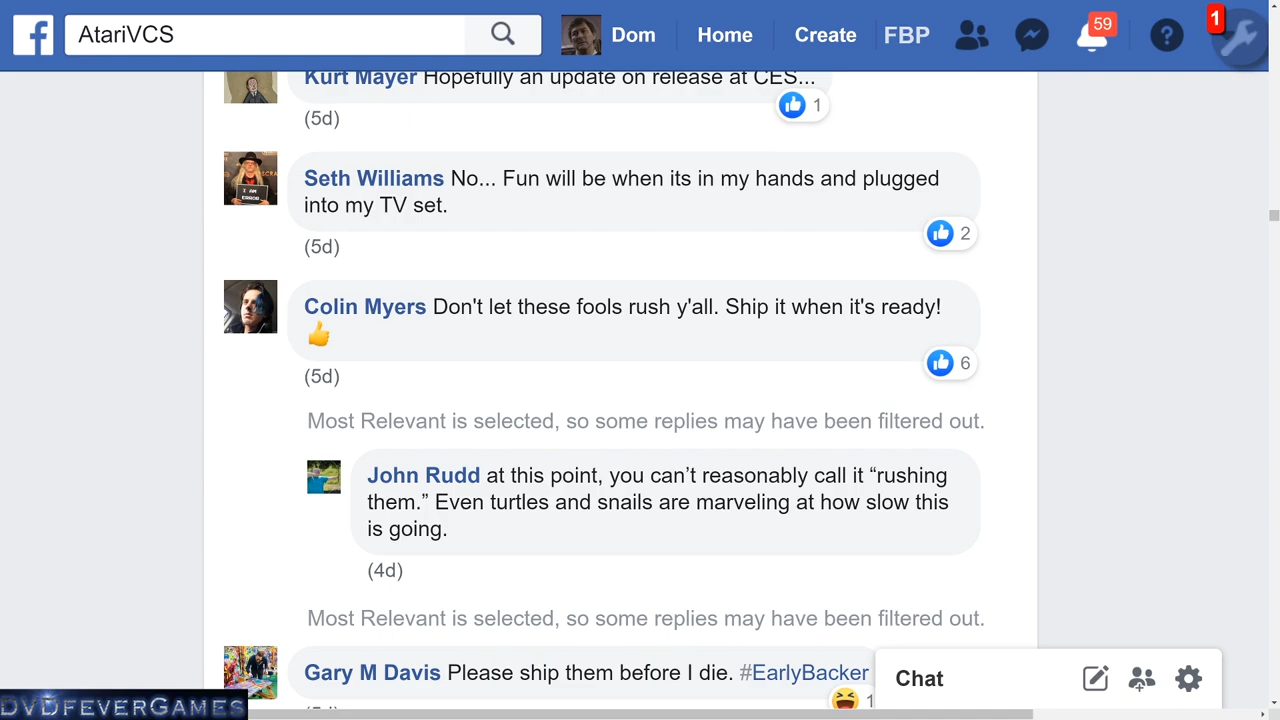 AtariVCS
Dom
Home
Create
FBP
59
1
Kurt Mayer Hopefully an update on release at CES...
1
(5d)
I AM
ERROR
Seth Williams No... Fun will be when its in my hands and plugged
into my TV set.
2
(5d)
Colin Myers Don't let these fools rush y'all. Ship it when it's ready!
6
(5d)
Most Relevant is selected, so some replies may have been filtered out.
John Rudd at this point, you can’t reasonably call it “rushing
them.” Even turtles and snails are marveling at how slow this
is going.
(4d)
Most Relevant is selected, so some replies may have been filtered out.
Gary M Davis Please ship them before I die. #EarlyBacker
1
Chat
DVDFEVERGAMES